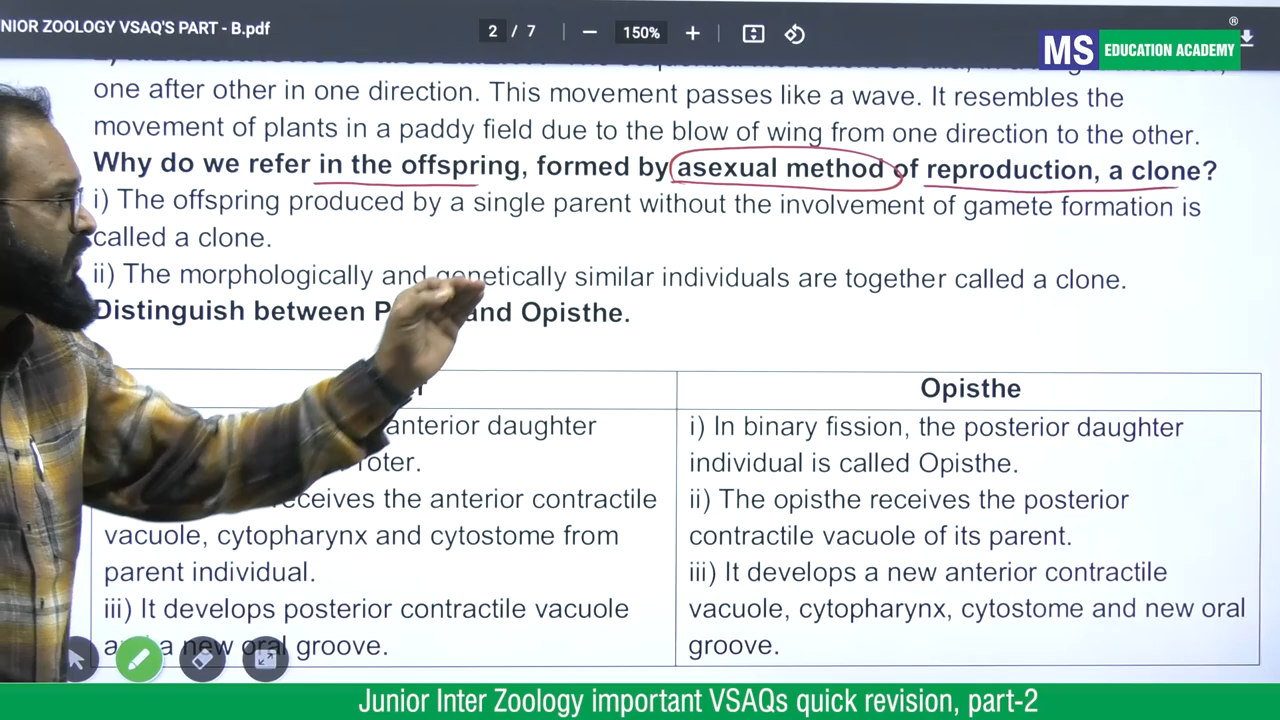 NIOR ZOOLOGY VSAQ'S PART - B.pdf
2 / 7
150%
MS EDUCATION ACADEMY
®
one after other in one direction. This movement passes like a wave. It resembles the
movement of plants in a paddy field due to the blow of wing from one direction to the other.
Why do we refer in the offspring, formed by asexual method of reproduction, a clone?
i) The offspring produced by a single parent without the involvement of gamete formation is
called a clone.
ii) The morphologically and genetically similar individuals are together called a clone.
Distinguish between P and Opisthe.
anterior daughter
roter.
receives the anterior contractile
vacuole, cytopharynx and cytostome from
parent individual.
iii) It develops posterior contractile vacuole
and a new oral groove.
Opisthe
i) In binary fission, the posterior daughter
individual is called Opisthe.
ii) The opisthe receives the posterior
contractile vacuole of its parent.
iii) It develops a new anterior contractile
vacuole, cytopharynx, cytostome and new oral
groove.
Junior Inter Zoology important VSAQs quick revision, part-2